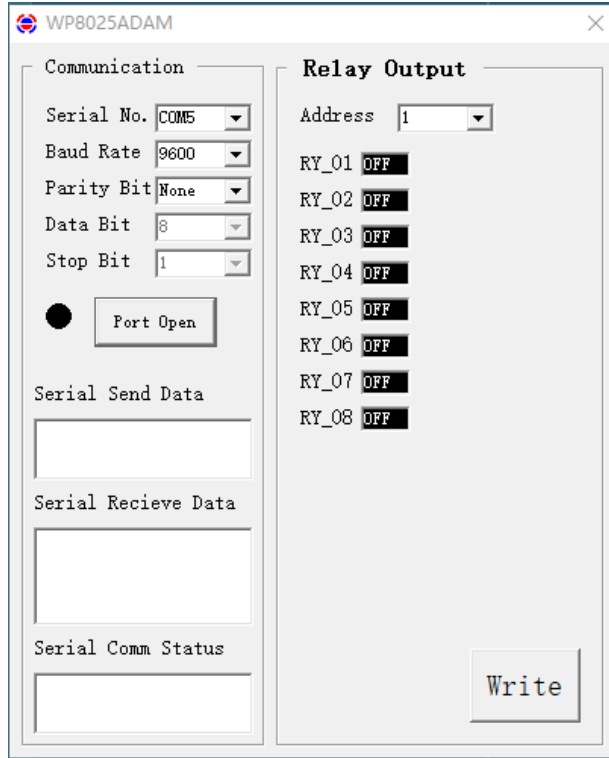 WP8025ADAM
Communication
Serial No. COM5
Baud Rate 9600
Parity Bit None
Data Bit 8
Stop Bit 1
Port Open
Serial Send Data
Serial Recieve Data
Serial Comm Status
Relay Output
Address 1
RY_01 OFF
RY_02 OFF
RY_03 OFF
RY_04 OFF
RY_05 OFF
RY_06 OFF
RY_07 OFF
RY_08 OFF
Write